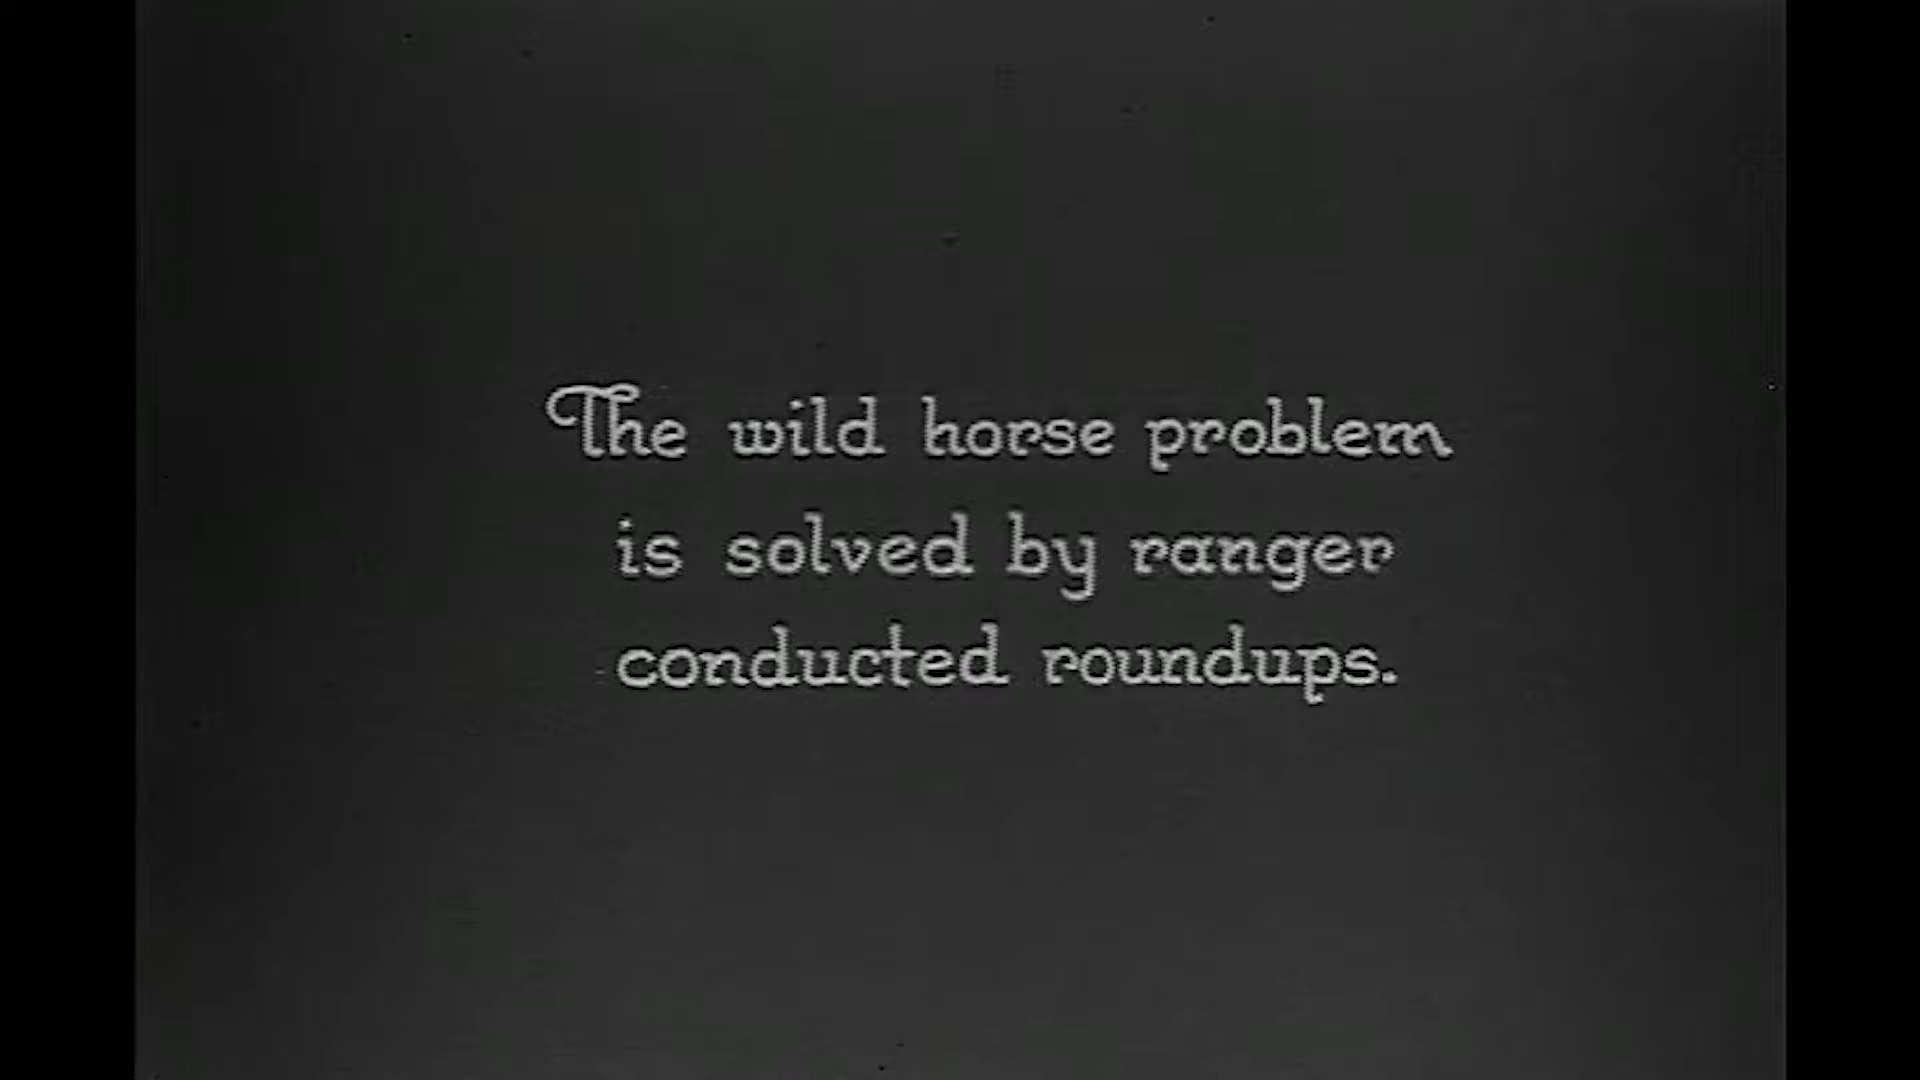 The wild horse problem
is solved by ranger
conducted roundups.